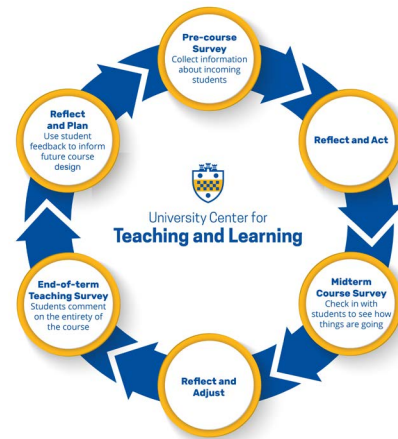 Pre-course
Survey
Collect information
about incoming
students
Reflect and Act
Midterm
Course Survey
Check in with
students to see how
things are going
Reflect and
Adjust
End-of-term
Teaching Survey
Students comment
on the entirety of
the course
Reflect
and Plan
Use student
feedback to inform
future course
design
University Center for
Teaching and Learning